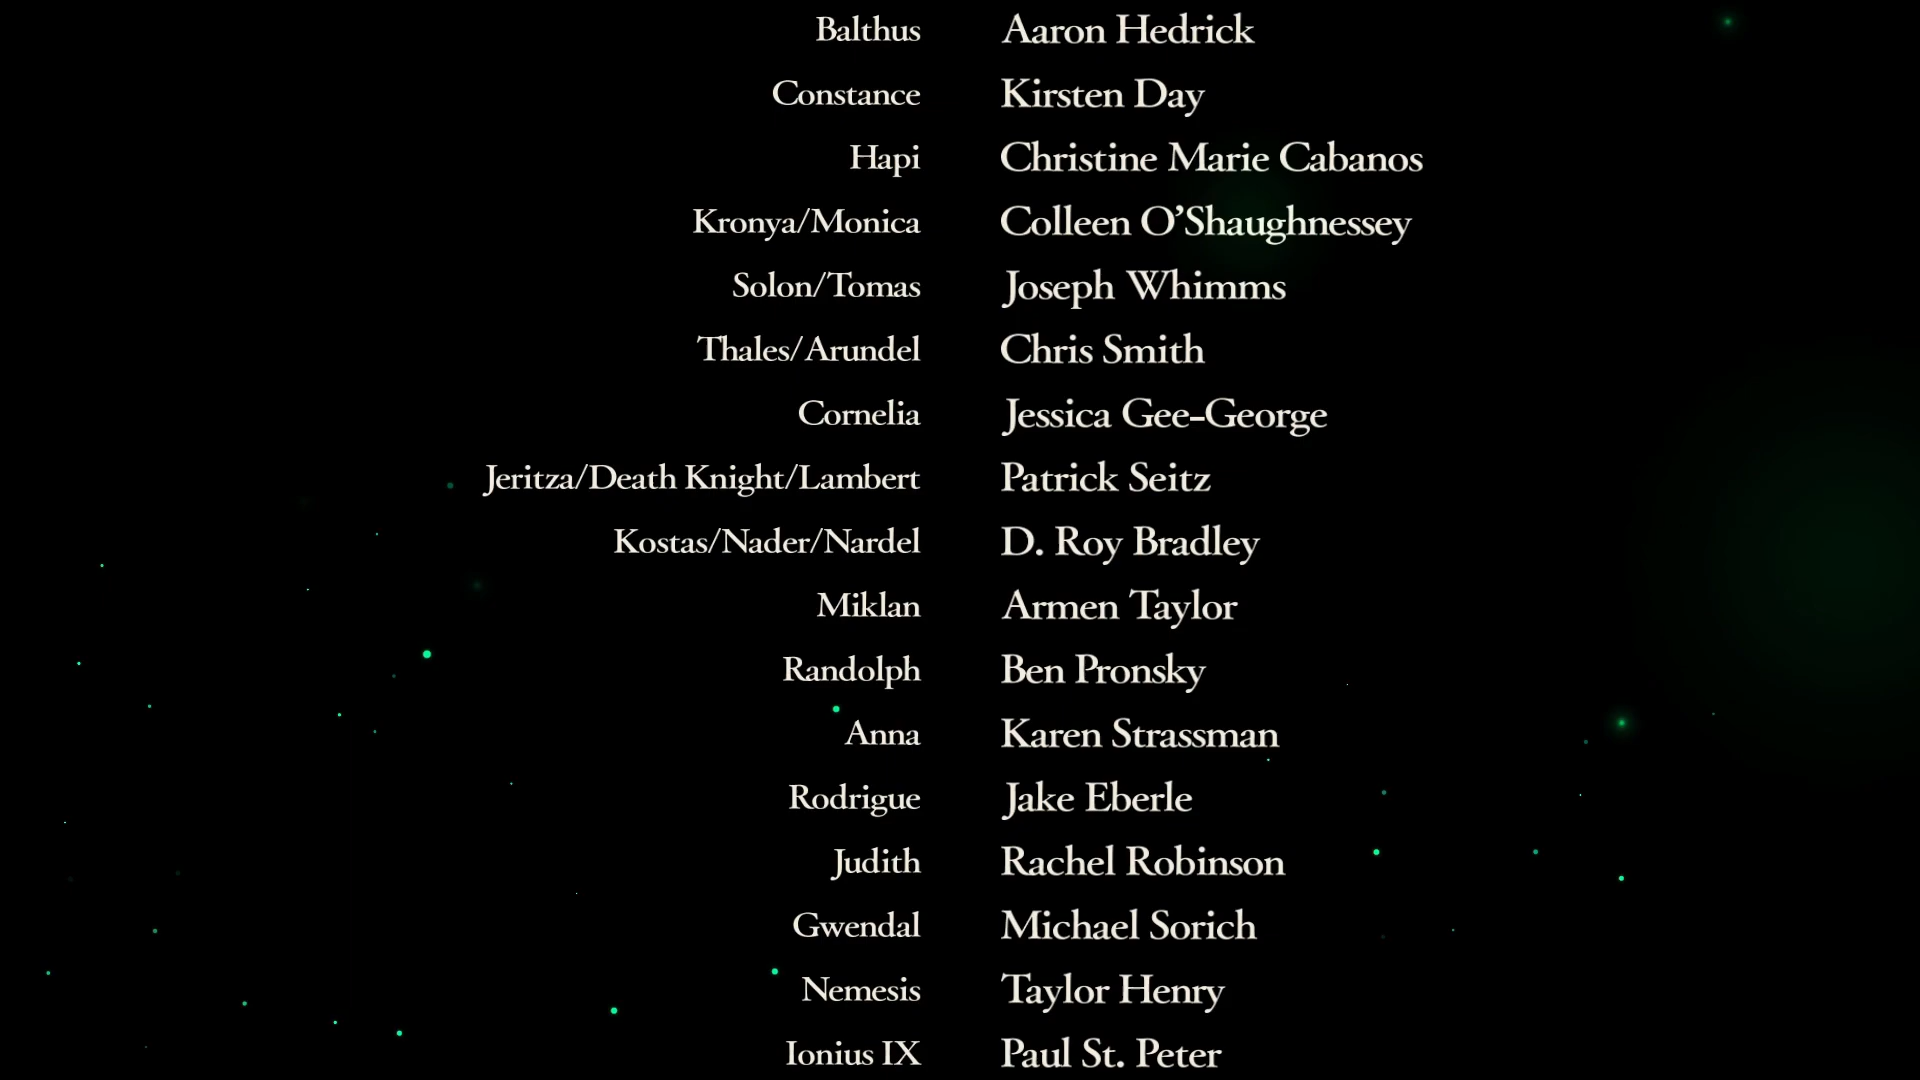 Balthus Aaron Hedrick
Constance Kirsten Day
Hapi Christine Marie Cabanos
Kronya/Monica Colleen O’Shaughnessey
Solon/Tomas Joseph Whimms
Thales/Arundel Chris Smith
Cornelia Jessica Gee-George
Jeritza/Death Knight/Lambert Patrick Seitz
Kostas/Nader/Nardel D. Roy Bradley
Miklan Armen Taylor
Randolph Ben Pronsky
Anna Karen Strassman
Rodrigue Jake Eberle
Judith Rachel Robinson
Gwendal Michael Sorich
Nemesis Taylor Henry
Ionius IX Paul St. Peter